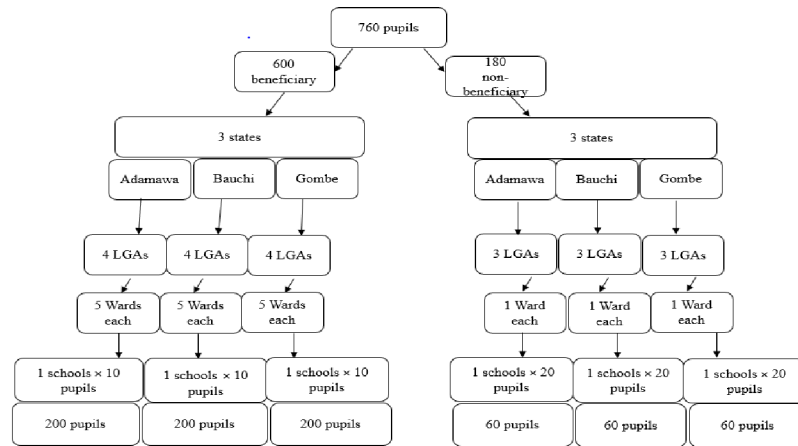 760 pupils
600
beneficiary
180
non-
beneficiary
3 states
3 states
Adamawa
Bauchi
Gombe
Adamawa
Bauchi
Gombe
4 LGAs
4 LGAs
4 LGAs
3 LGAs
3 LGAs
3 LGAs
5 Wards
each
5 Wards
each
5 Wards
each
1 Ward
each
1 Ward
each
1 Ward
each
1 schools × 10
pupils
1 schools × 10
pupils
1 schools × 10
pupils
1 schools × 20
pupils
1 schools × 20
pupils
1 schools × 20
pupils
200 pupils
200 pupils
200 pupils
60 pupils
60 pupils
60 pupils